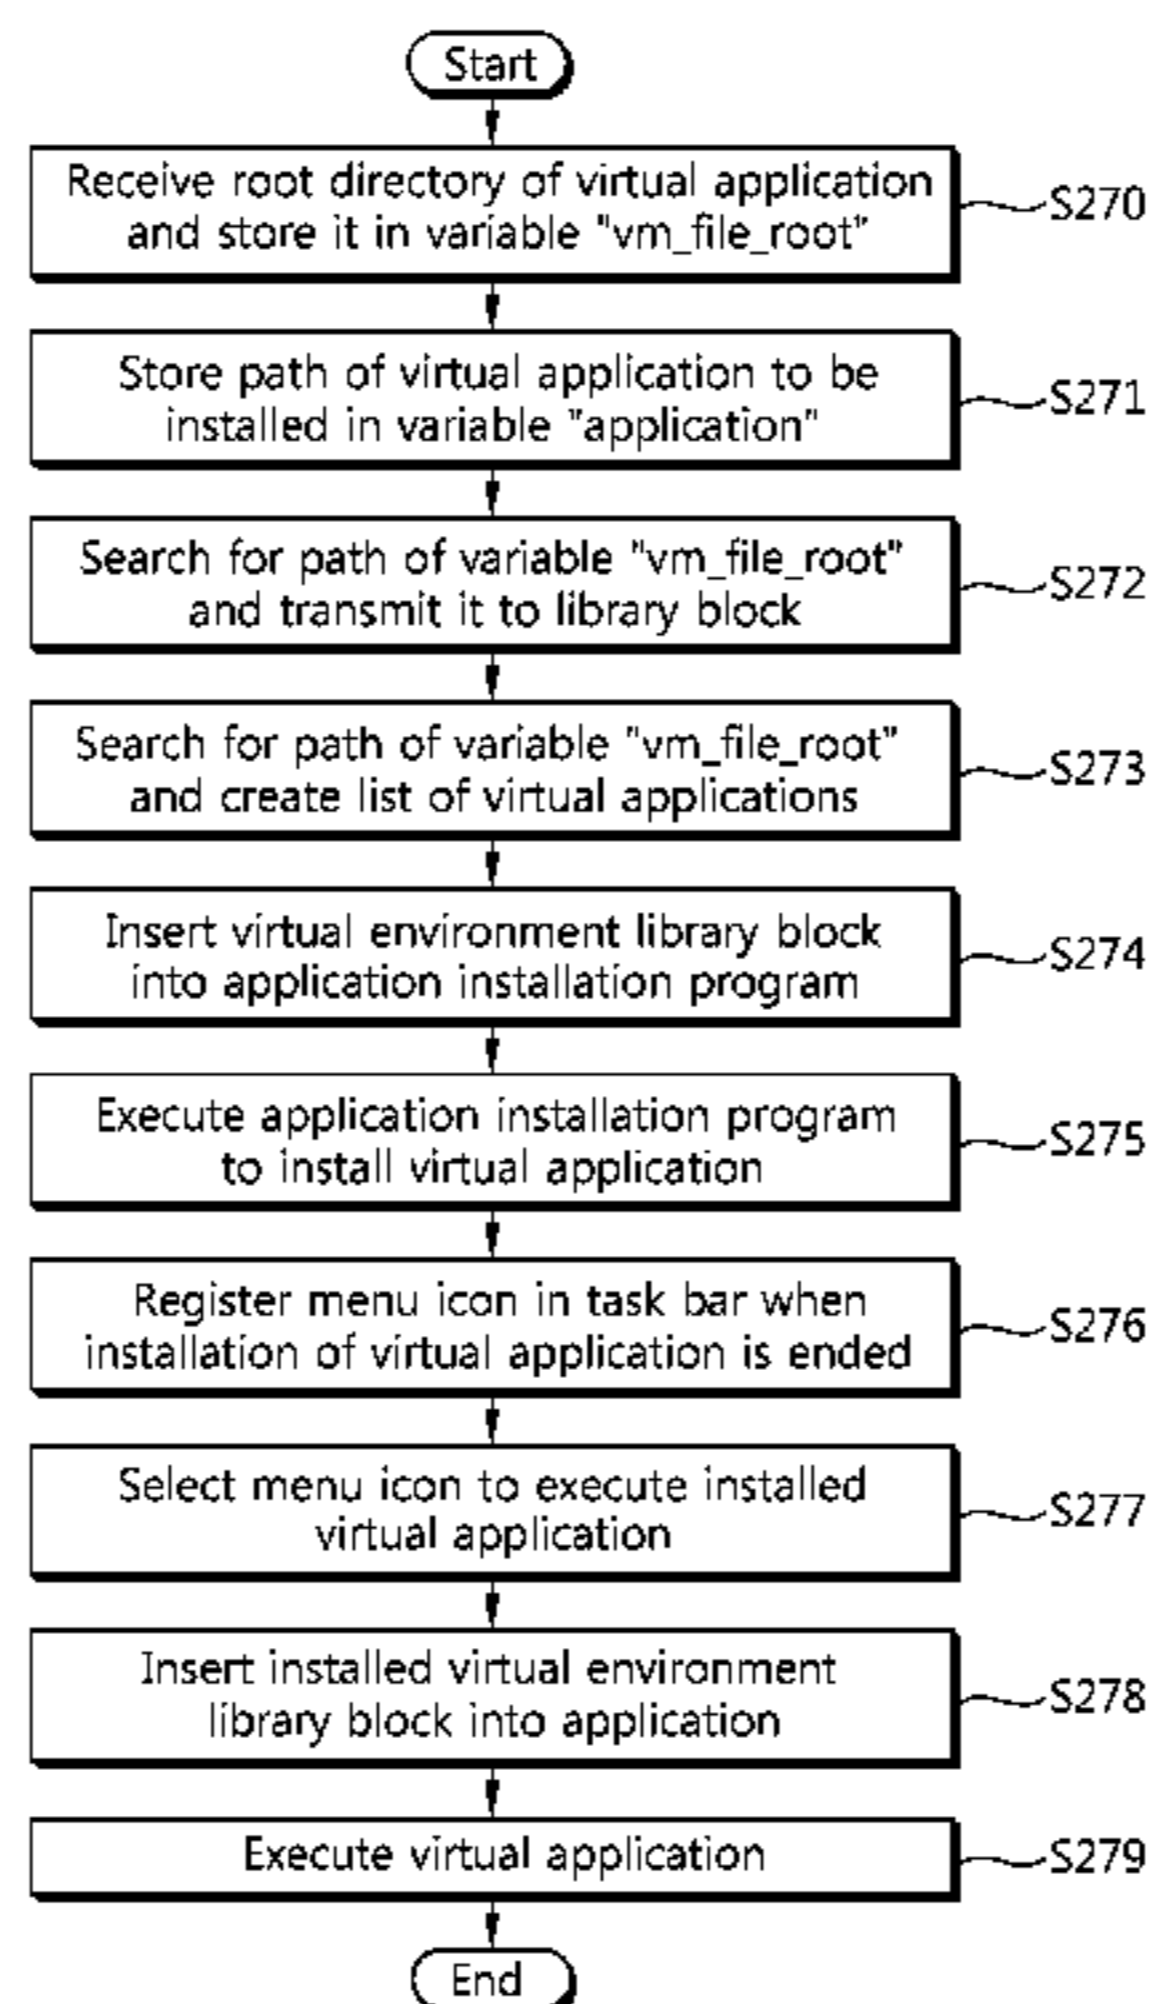 Start
Receive root directory of virtual application
and store it in variable "vm_file_root"
S270
Store path of virtual application to be
installed in variable "application"
S271
Search for path of variable "vm_file_root"
and transmit it to library block
S272
Search for path of variable "vm_file_root"
and create list of virtual applications
S273
Insert virtual environment library block
into application installation program
S274
Execute application installation program
to install virtual application
S275
Register menu icon in task bar when
installation of virtual application is ended
S276
Select menu icon to execute installed
virtual application
S277
Insert installed virtual environment
library block into application
S278
Execute virtual application
S279
End